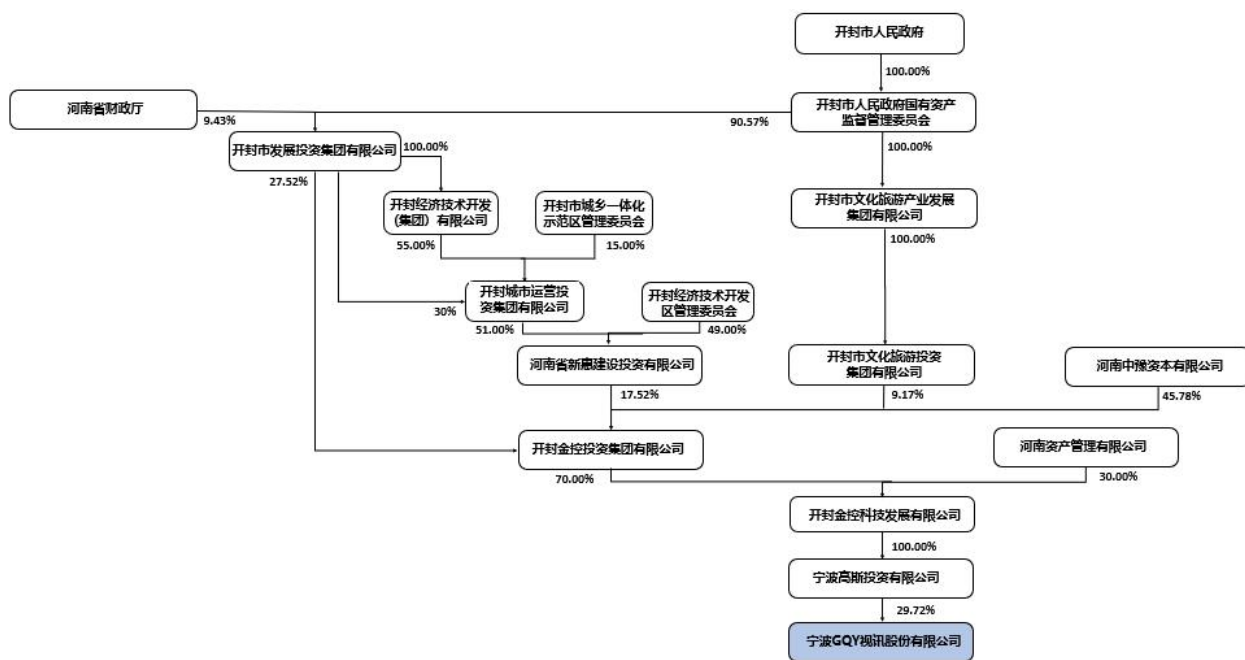 开封市人民政府
100.00%
河南省财政厅
开封市人民政府国有资产
监督管理委员会
9.43%
90.57%
开封市发展投资集团有限公司
100.00%
100.00%
27.52%
开封经济技术开发
(集团）有限公司
开封市城乡一体化
示范区管理委员会
开封市文化旅游产业发展
集团有限公司
55.00%
15.00%
100.00%
开封城市运营投
资集团有限公司
开封经济技术开发
区管理委员会
30%
51.00%
49.00%
河南省新惠建设投资有限公司
开封市文化旅游投资
集团有限公司
河南中豫资本有限公司
17.52%
9.17%
45.78%
开封金控投资集团有限公司
河南资产管理有限公司
70.00%
30.00%
开封金控科技发展有限公司
100.00%
宁波高斯投资有限公司
29.72%
宁波GQY视讯股份有限公司